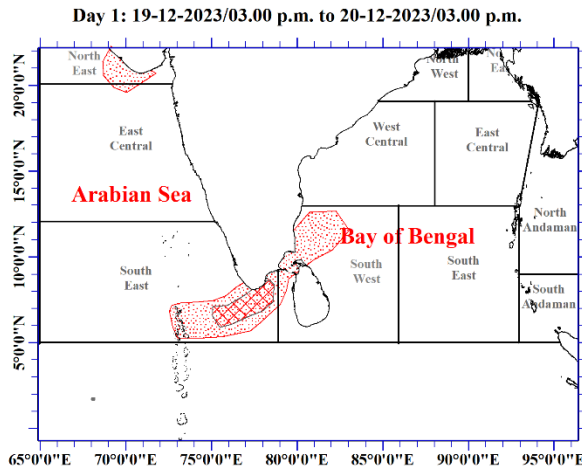 Day 1: 19-12-2023/03.00 p.m. to 20-12-2023/03.00 p.m.
North
East
North
West
20°0'0"N
East
Central
West
Central
East
Central
15°0'0"N
Arabian Sea
North
Andaman
Bay of Bengal
10°0'0"N
South
East
South
West
South
East
South
Andaman
5°0'0"N
65°0'0"E 70°0'0"E 75°0'0"E 80°0'0"E 85°0'0"E 90°0'0"E 95°0'0"E